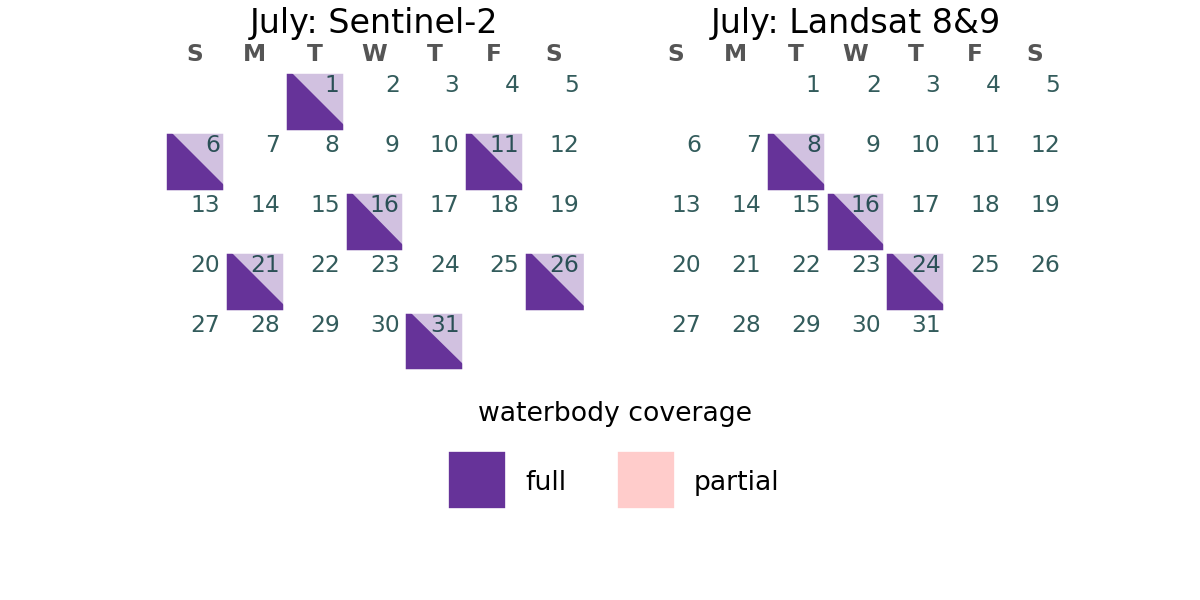 July: Sentinel-2
S M T W T F S
1 2 3 4 5
6 7 8 9 10 11 12
13 14 15 16 17 18 19
20 21 22 23 24 25 26
27 28 29 30 31
July: Landsat 8&9
S M T W T F S
1 2 3 4 5
6 7 8 9 10 11 12
13 14 15 16 17 18 19
20 21 22 23 24 25 26
27 28 29 30 31
waterbody coverage
full
partial